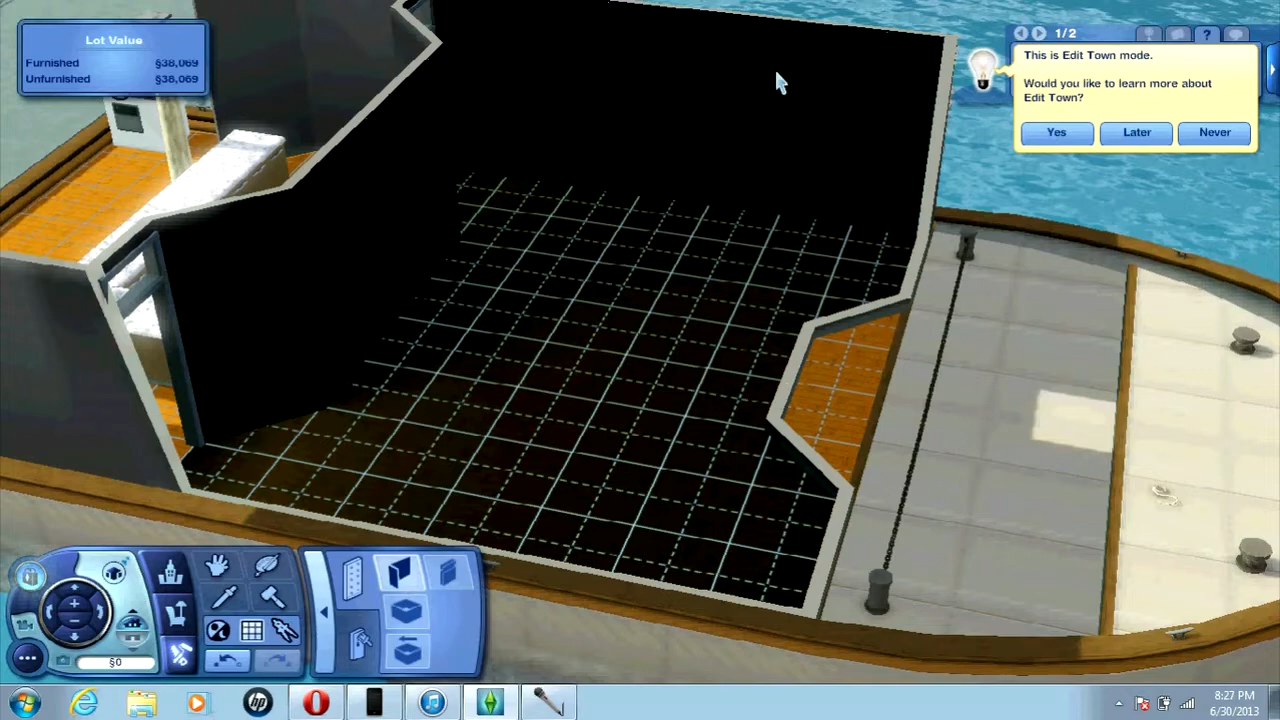 Lot Value
Furnished §38,069
Unfurnished §38,069
1/2
?
This is Edit Town mode.
Would you like to learn more about
Edit Town?
Yes Later Never
§0
hp
8:27 PM
6/30/2013